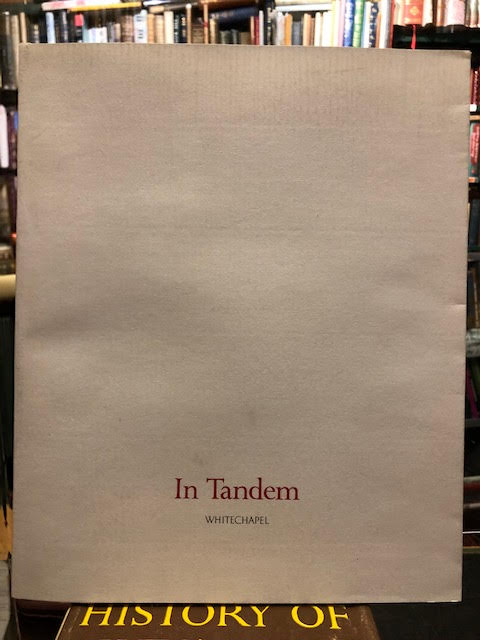 In Tandem
WHITECHAPEL
HISTORY OF